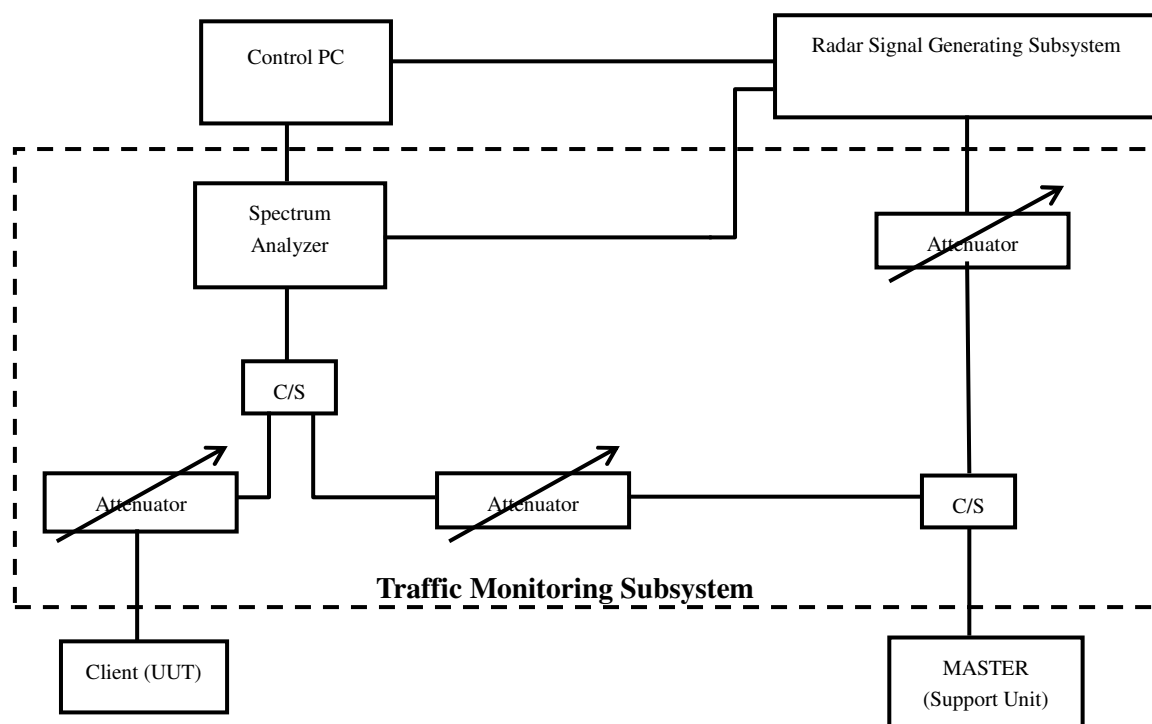 Control PC
Radar Signal Generating Subsystem
Spectrum
Analyzer
Attenuator
C/S
Attenuator
Attenuator
C/S
Traffic Monitoring Subsystem
Client (UUT)
MASTER
(Support Unit)